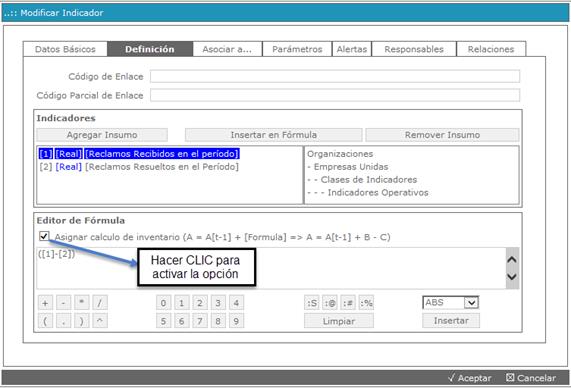 ..:: Modificar Indicador
Datos Básicos Definición Asociar a... Parámetros Alertas Responsables Relaciones
Código de Enlace
Código Parcial de Enlace
Indicadores
Agregar Insumo Insertar en Fórmula Remover Insumo
[1] [Real] [Reclamos Recibidos en el período]
[2] [Real] [Reclamos Resueltos en el Período]
Organizaciones
- Empresas Unidas
- - Clases de Indicadores
- - - Indicadores Operativos
Editor de Fórmula
Asignar calculo de inventario (A = A[t-1] + [Formula] => A = A[t-1] + B - C)
([1]-[2])
Hacer CLIC para
activar la opción
+ - * / 0 1 2 3 4 :S :@ :# :% ABS
( . ) ^ 5 6 7 8 9 Limpiar Insertar
Aceptar Cancelar